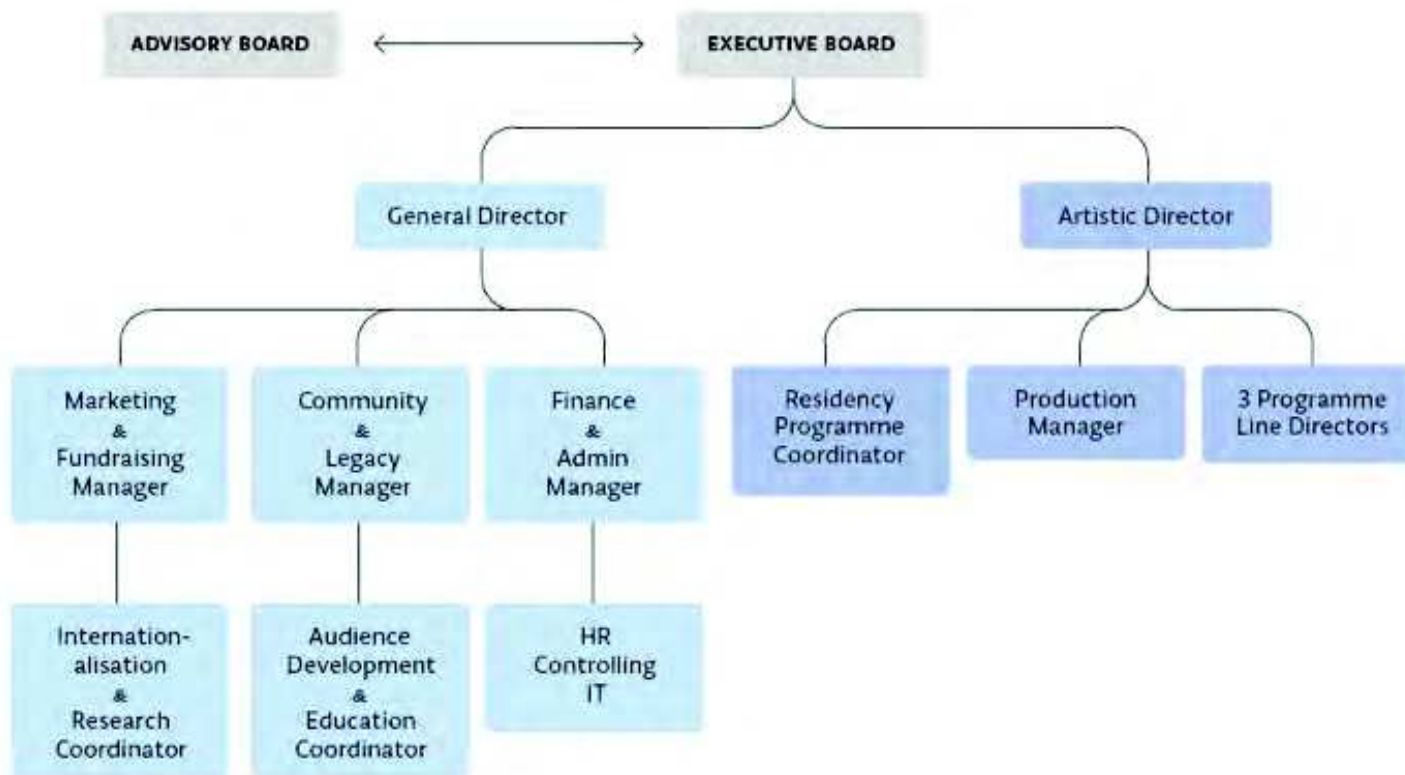 ADVISORY BOARD
EXECUTIVE BOARD
General Director
Artistic Director
Marketing
&
Fundraising
Manager
Community
&
Legacy
Manager
Finance
&
Admin
Manager
Residency
Programme
Coordinator
Production
Manager
3 Programme
Line Directors
Internation-
alisation
&
Research
Coordinator
Audience
Development
&
Education
Coordinator
HR
Controlling
IT